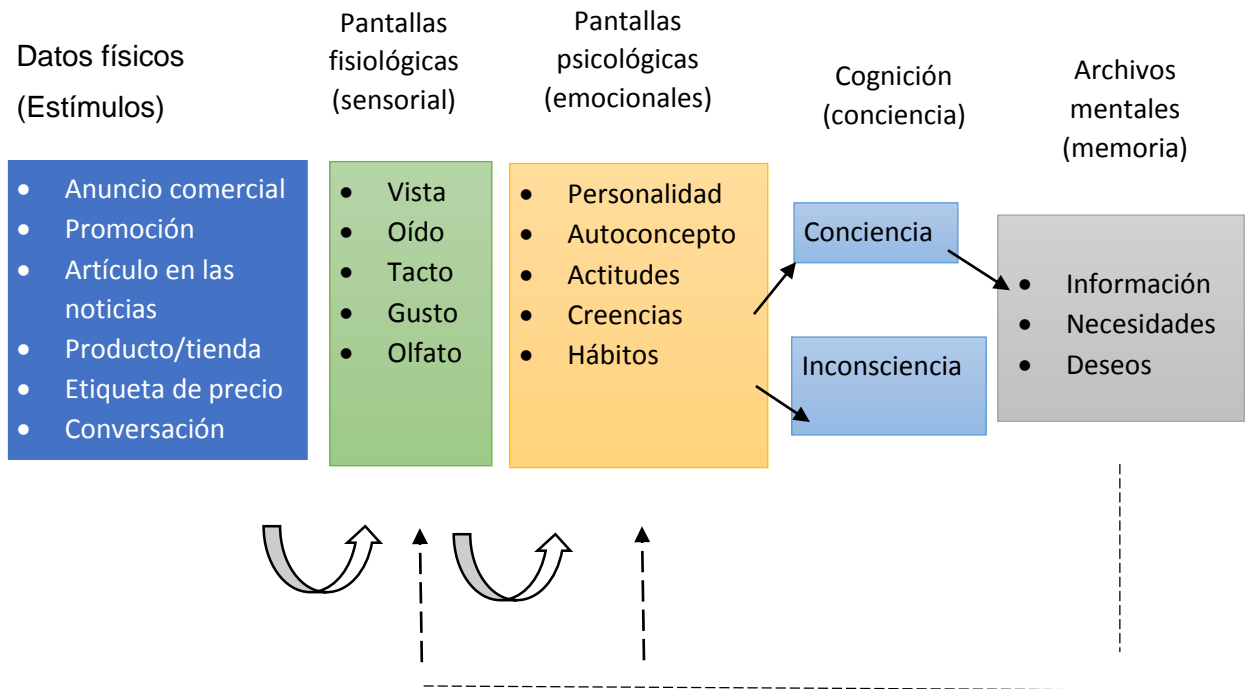 Datos físicos
(Estímulos)
Pantallas
fisiológicas
(sensorial)
Pantallas
psicológicas
(emocionales)
Cognición
(conciencia)
Archivos
mentales
(memoria)
• Anuncio comercial
• Promoción
• Artículo en las
noticias
• Producto/tienda
• Etiqueta de precio
• Conversación
• Vista
• Oído
• Tacto
• Gusto
• Olfato
• Personalidad
• Autoconcepto
• Actitudes
• Creencias
• Hábitos
Conciencia
Inconsciencia
• Información
• Necesidades
• Deseos